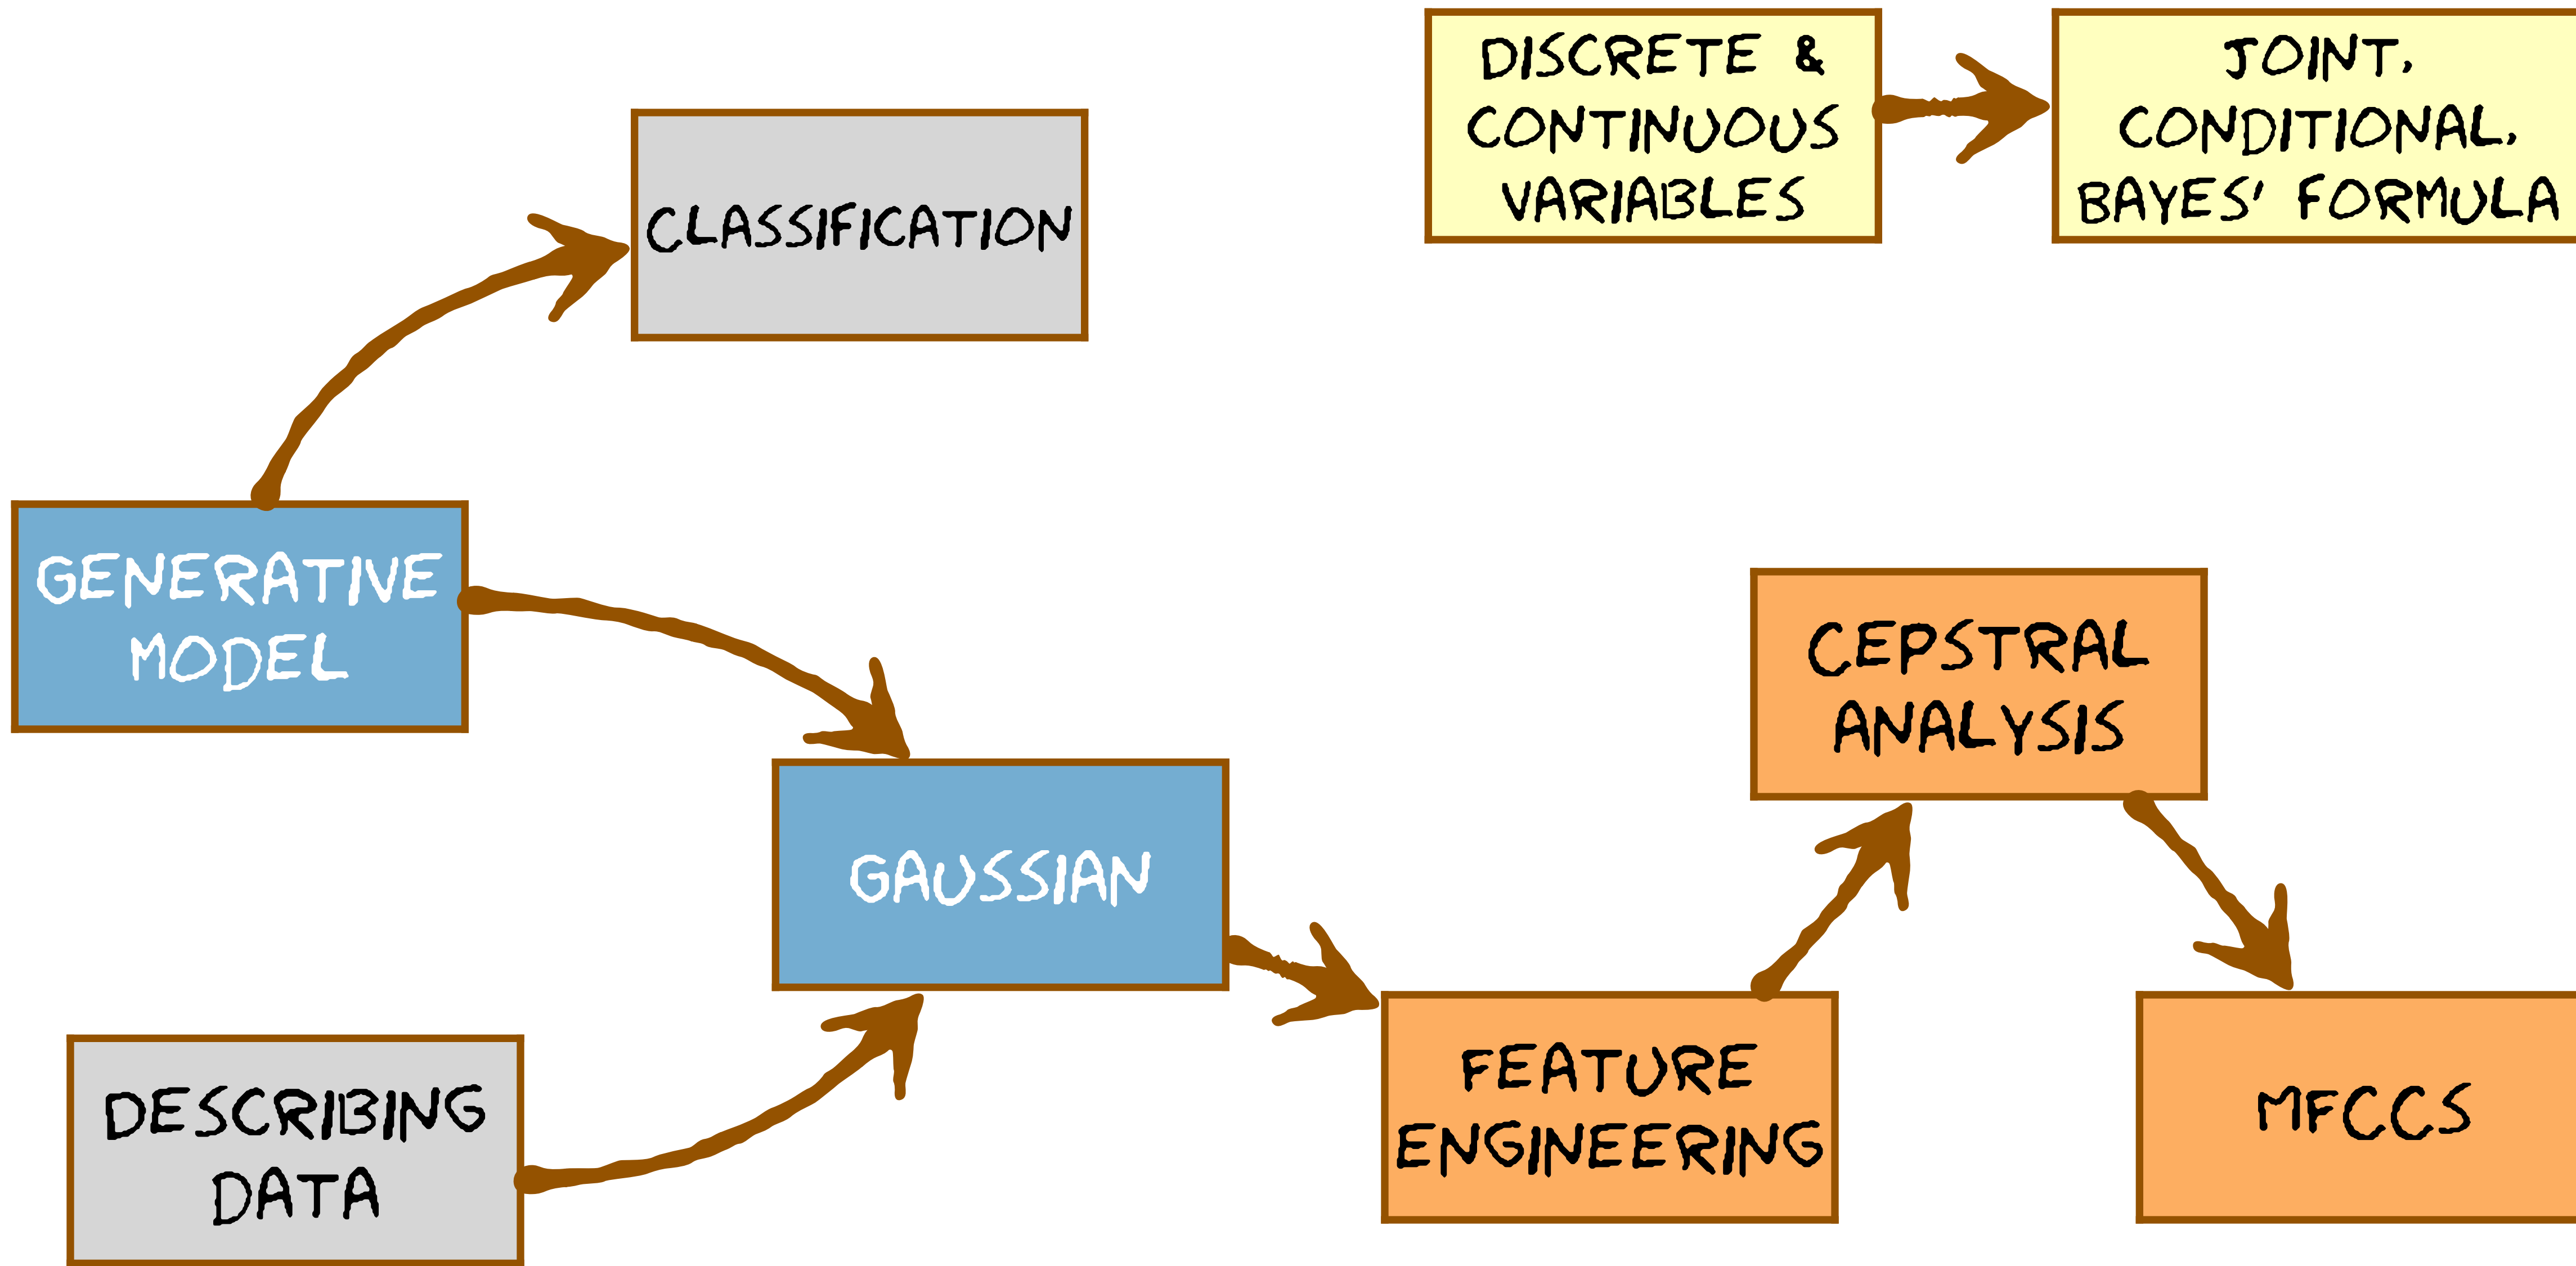 DISCRETE &
CONTINUOUS
VARIABLES
JOINT,
CONDITIONAL,
BAYES' FORMULA
CLASSIFICATION
GENERATIVE
MODEL
CEPSTRAL
ANALYSIS
GAUSSIAN
FEATURE
ENGINEERING
MFCCS
DESCRIBING
DATA